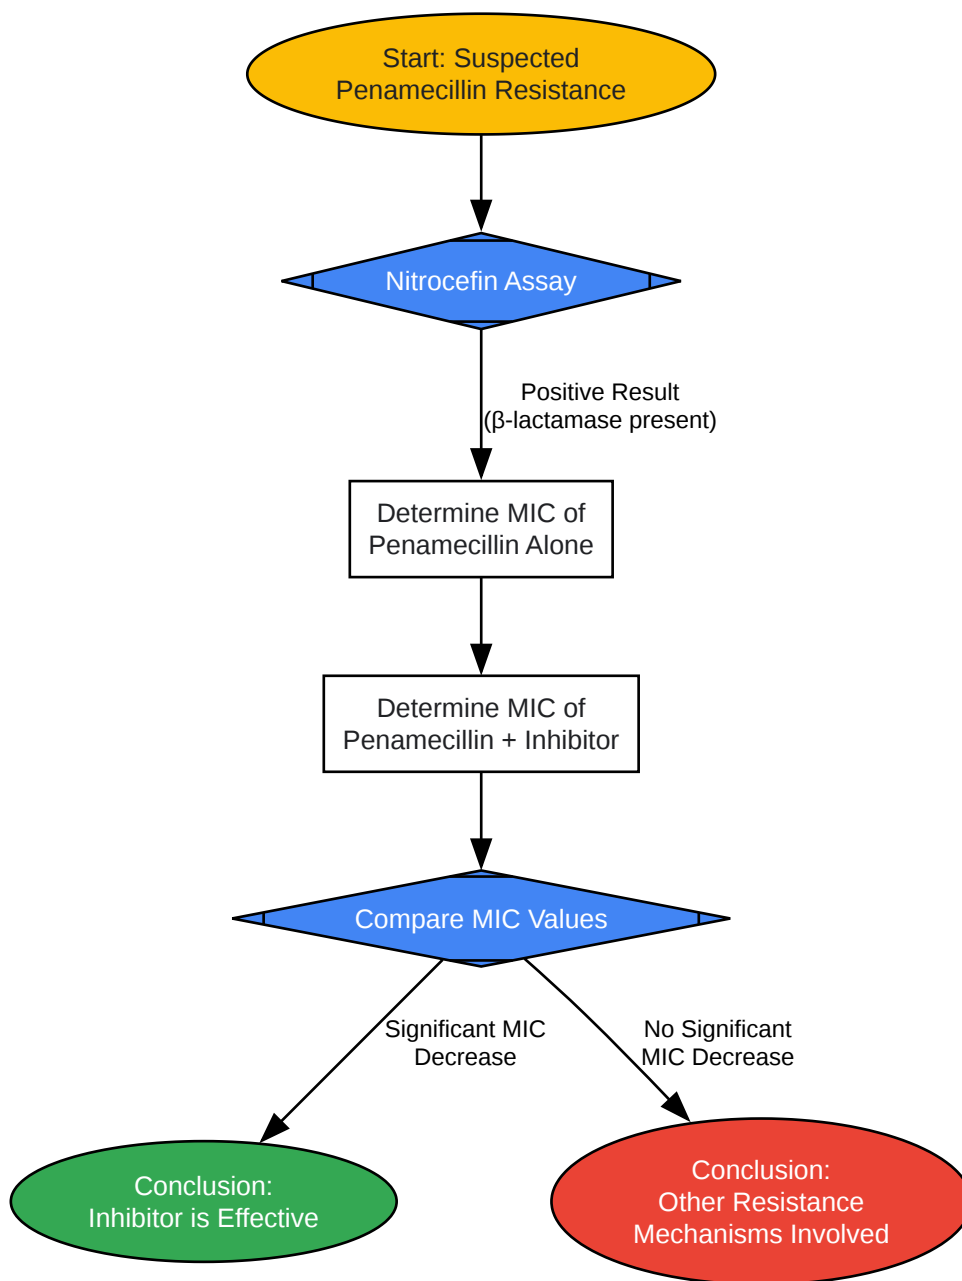 Start: Suspected
Penamecillin Resistance
Nitrocefin Assay
Positive Result
(β-lactamase present)
Determine MIC of
Penamecillin Alone
Determine MIC of
Penamecillin + Inhibitor
Compare MIC Values
Significant MIC
Decrease
No Significant
MIC Decrease
Conclusion:
Inhibitor is Effective
Conclusion:
Other Resistance
Mechanisms Involved